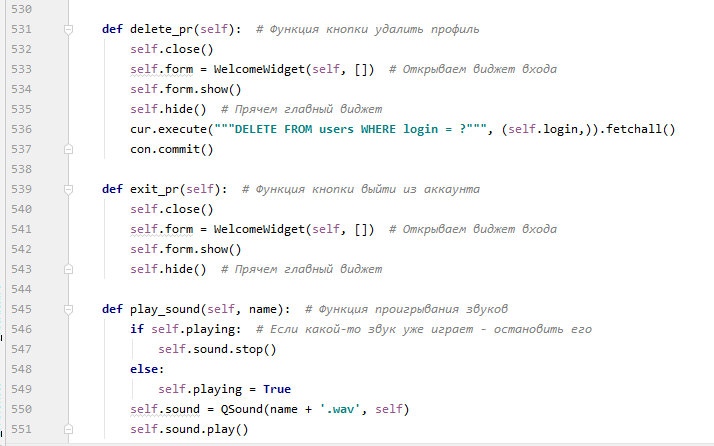 530
531 def delete_pr(self):  # Функция кнопки удалить профиль
532 self.close()
533 self.form = WelcomeWidget(self, [])  # Открываем виджет входа
534 self.form.show()
535 self.hide()  # Прячем главный виджет
536 cur.execute("""DELETE FROM users WHERE login = ?""", (self.login,)).fetchall()
537 con.commit()
538
539 def exit_pr(self):  # Функция кнопки выйти из аккаунта
540 self.close()
541 self.form = WelcomeWidget(self, [])  # Открываем виджет входа
542 self.form.show()
543 self.hide()  # Прячем главный виджет
544
545 def play_sound(self, name):  # Функция проигрывания звуков
546 if self.playing:  # Если какой-то звук уже играет - остановить его
547 self.sound.stop()
548 else:
549 self.playing = True
550 self.sound = QSound(name + '.wav', self)
551 self.sound.play()